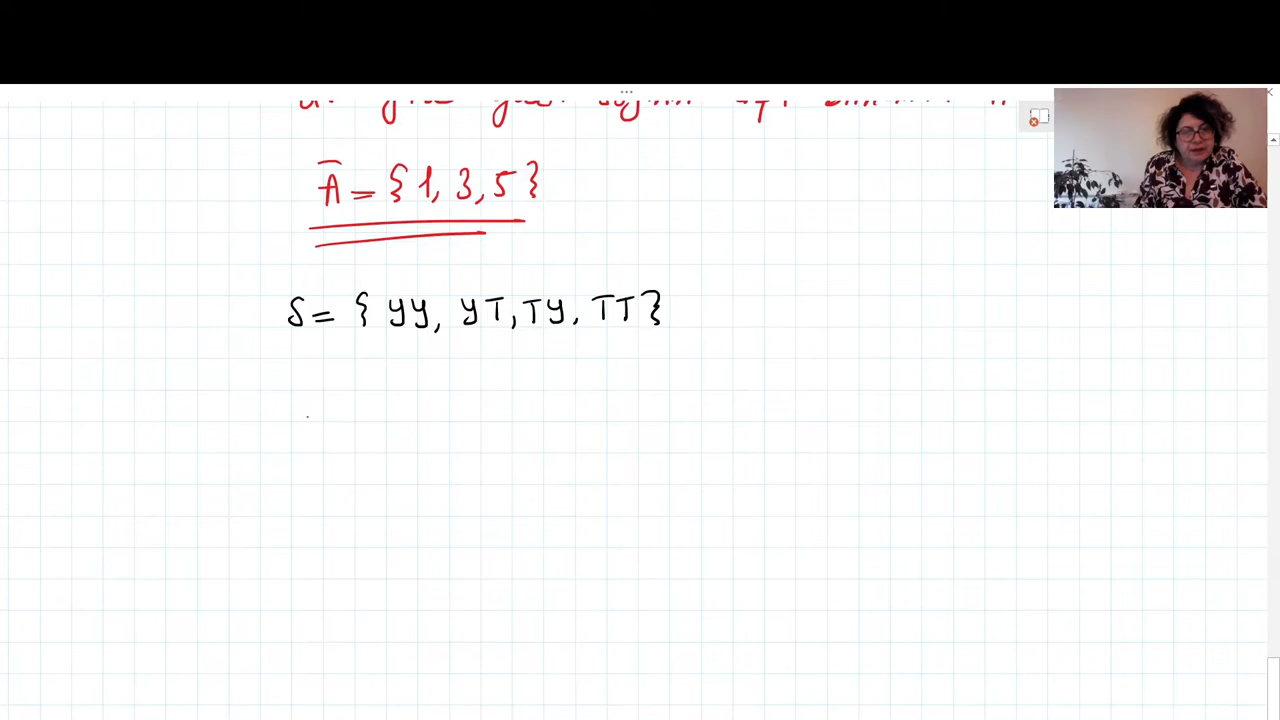 Ā = {1, 3, 5}
S = { yy, yT, Ty, TT }